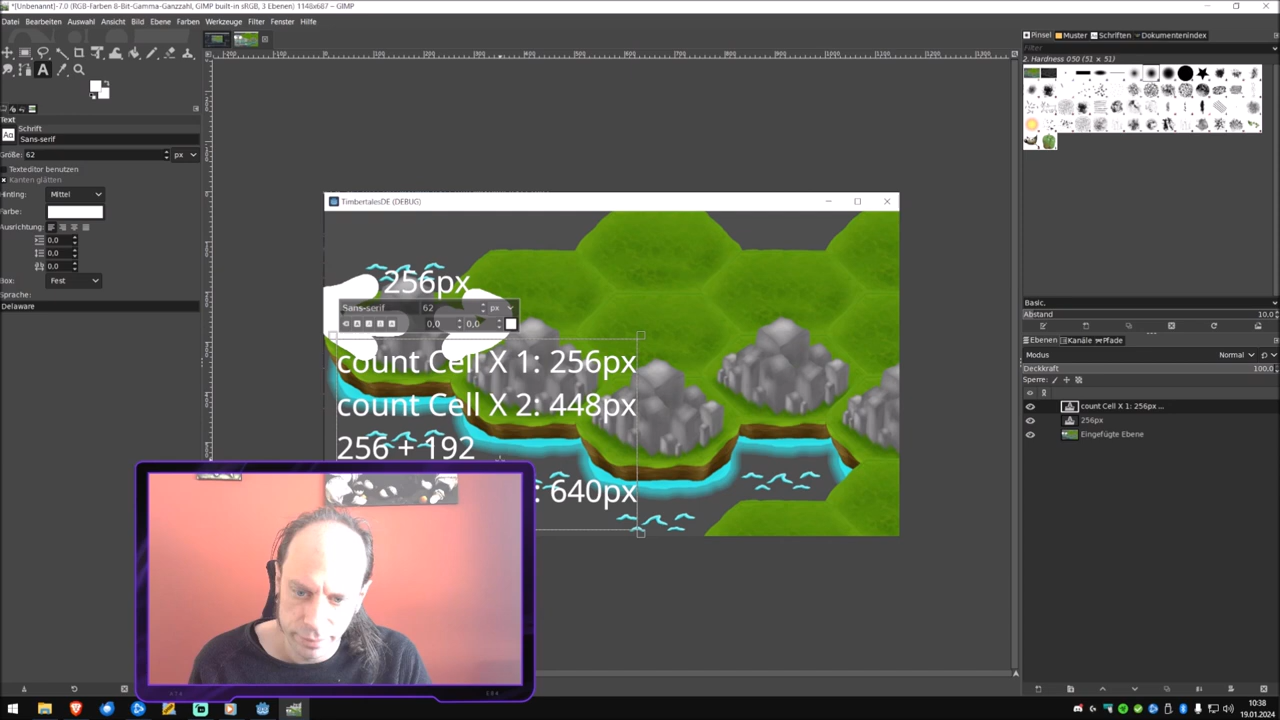 *[Unbenannt]-7.0 (RGB-Farben 8-Bit-Gamma-Ganzzahl, GIMP built-in sRGB, 3 Ebenen) 1148x687 – GIMP
Datei Bearbeiten Auswahl Ansicht Bild Ebene Farben Werkzeuge Filter Fenster Hilfe
Text
Schrift
Sans-serif
Größe: 62 px
Texteditor benutzen
Kanten glätten
Hinting: Mittel
Farbe:
Ausrichtung:
0,0
0,0
0,0
Box: Fest
Sprache:
Delaware
TimbertalesDE (DEBUG)
256px
Sans-serif 62 px
0,0 0,0
count Cell X 1: 256px
count Cell X 2: 448px
256 + 192
: 640px
Pinsel Muster Schriften Dokumentenindex
Filter
2. Hardness 050 (51 × 51)
Basic,
Abstand 10.0
Ebenen Kanäle Pfade
Modus Normal
Deckkraft 100.0
Sperre:
count Cell X 1: 256px ...
256px
Eingefügte Ebene
10:38
19.01.2024